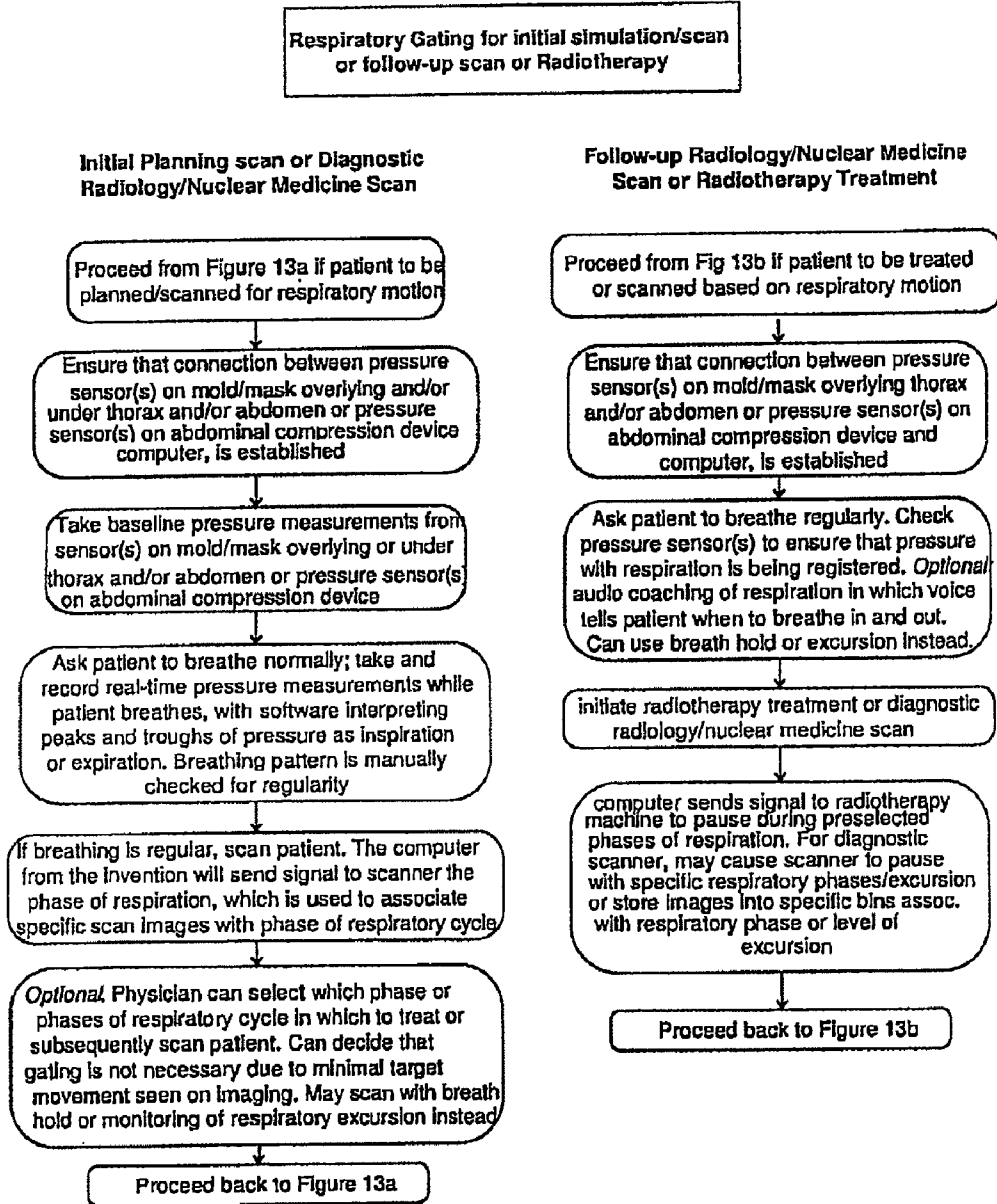 Respiratory Gating for initial simulation/scan
or follow-up scan or Radiotherapy
Initial Planning scan or Diagnostic
Radiology/Nuclear Medicine Scan
Proceed from Figure 13a if patient to be
planned/scanned for respiratory motion
Ensure that connection between pressure
sensor(s) on mold/mask overlying and/or
under thorax and/or abdomen or pressure
sensor(s) on abdominal compression device
computer, is established
Take baseline pressure measurements from
sensor(s) on mold/mask overlying or under
thorax and/or abdomen or pressure sensor(s)
on abdominal compression device
Ask patient to breathe normally; take and
record real-time pressure measurements while
patient breathes, with software interpreting
peaks and troughs of pressure as inspiration
or expiration. Breathing pattern is manually
checked for regularity
If breathing is regular, scan patient. The computer
from the invention will send signal to scanner the
phase of respiration, which is used to associate
specific scan images with phase of respiratory cycle
Optional. Physician can select which phase or
phases of respiratory cycle in which to treat or
subsequently scan patient. Can decide that
gating is not necessary due to minimal target
movement seen on imaging. May scan with breath
hold or monitoring of respiratory excursion instead
Proceed back to Figure 13a
Follow-up Radiology/Nuclear Medicine
Scan or Radiotherapy Treatment
Proceed from Fig 13b if patient to be treated
or scanned based on respiratory motion
Ensure that connection between pressure
sensor(s) on mold/mask overlying thorax
and/or abdomen or pressure sensor(s) on
abdominal compression device and
computer, is established
Ask patient to breathe regularly. Check
pressure sensor(s) to ensure that pressure
with respiration is being registered. Optional:
audio coaching of respiration in which voice
tells patient when to breathe in and out.
Can use breath hold or excursion instead.
initiate radiotherapy treatment or diagnostic
radiology/nuclear medicine scan
computer sends signal to radiotherapy
machine to pause during preselected
phases of respiration. For diagnostic
scanner, may cause scanner to pause
with specific respiratory phases/excursion
or store images into specific bins assoc.
with respiratory phase or level of
excursion
Proceed back to Figure 13b